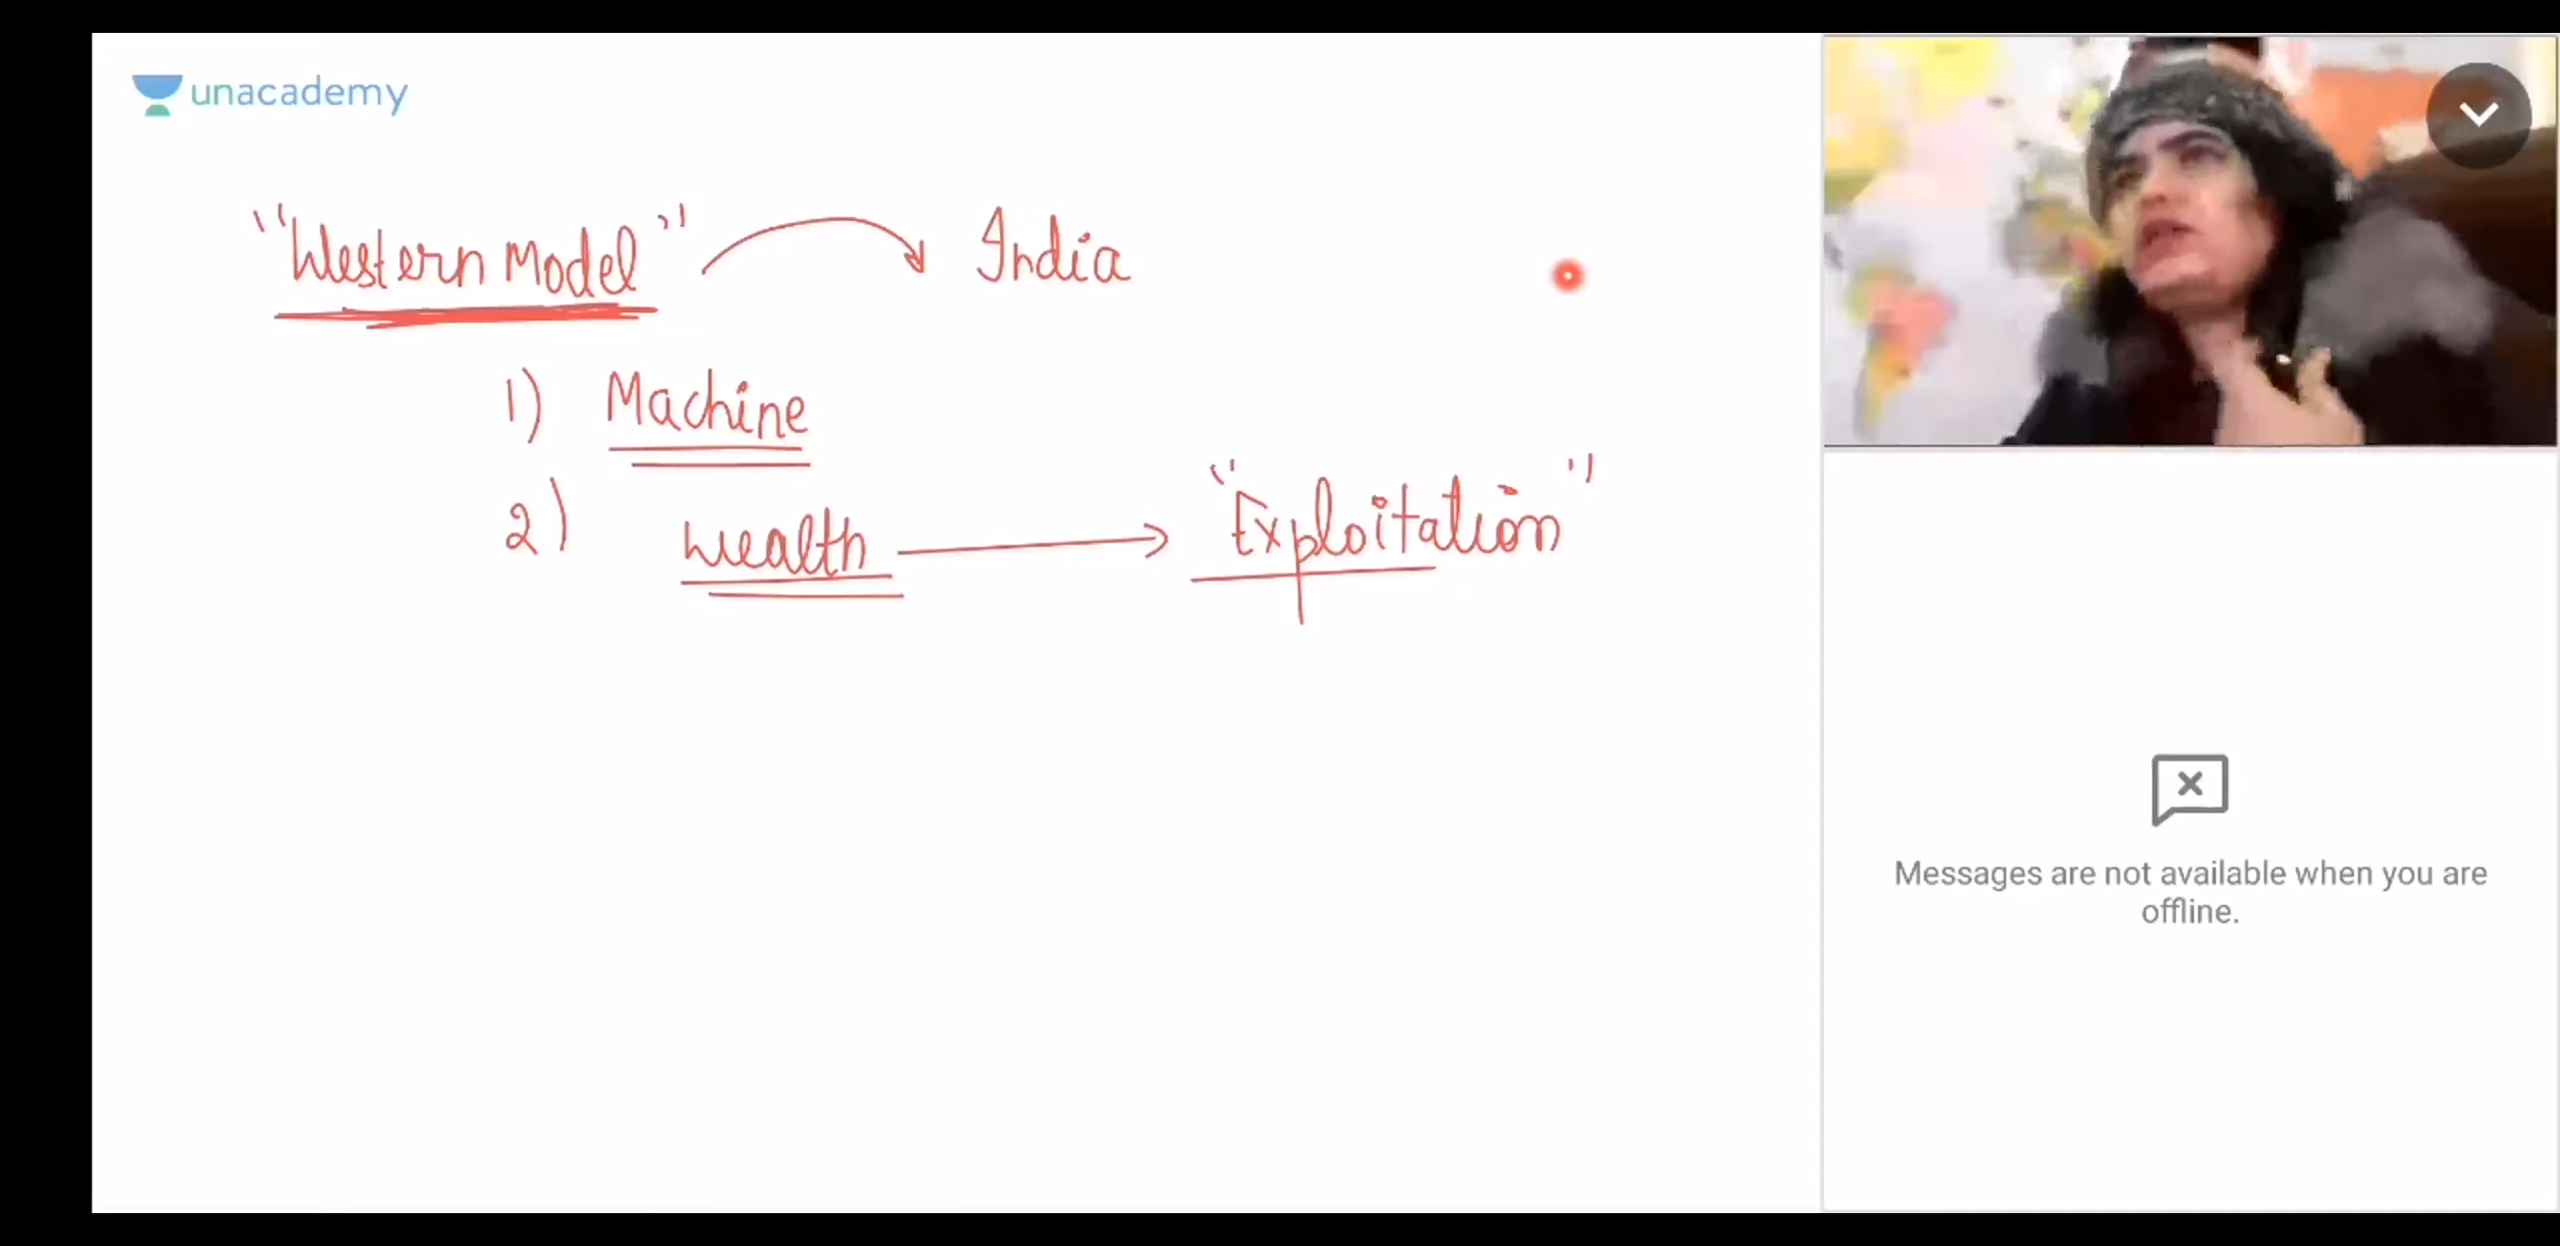 unacademy
"Western Model" → India
1) Machine
2) Wealth → "Exploitation"
Messages are not available when you are
offline.